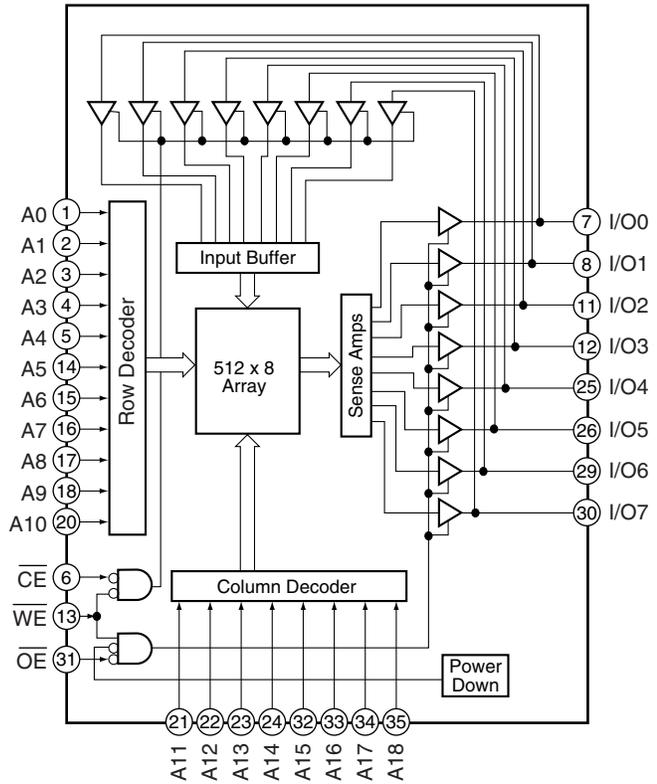 Input Buffer
A0 1
A1 2
A2 3
A3 4
A4 5
A5 14
A6 15
A7 16
A8 17
A9 18
A10 20
Row Decoder
512 x 8
Array
Sense Amps
7 I/O0
8 I/O1
11 I/O2
12 I/O3
25 I/O4
26 I/O5
29 I/O6
30 I/O7
C̅E̅ 6
W̅E̅ 13
O̅E̅ 31
Column Decoder
Power
Down
21 22 23 24 32 33 34 35
A11 A12 A13 A14 A15 A16 A17 A18